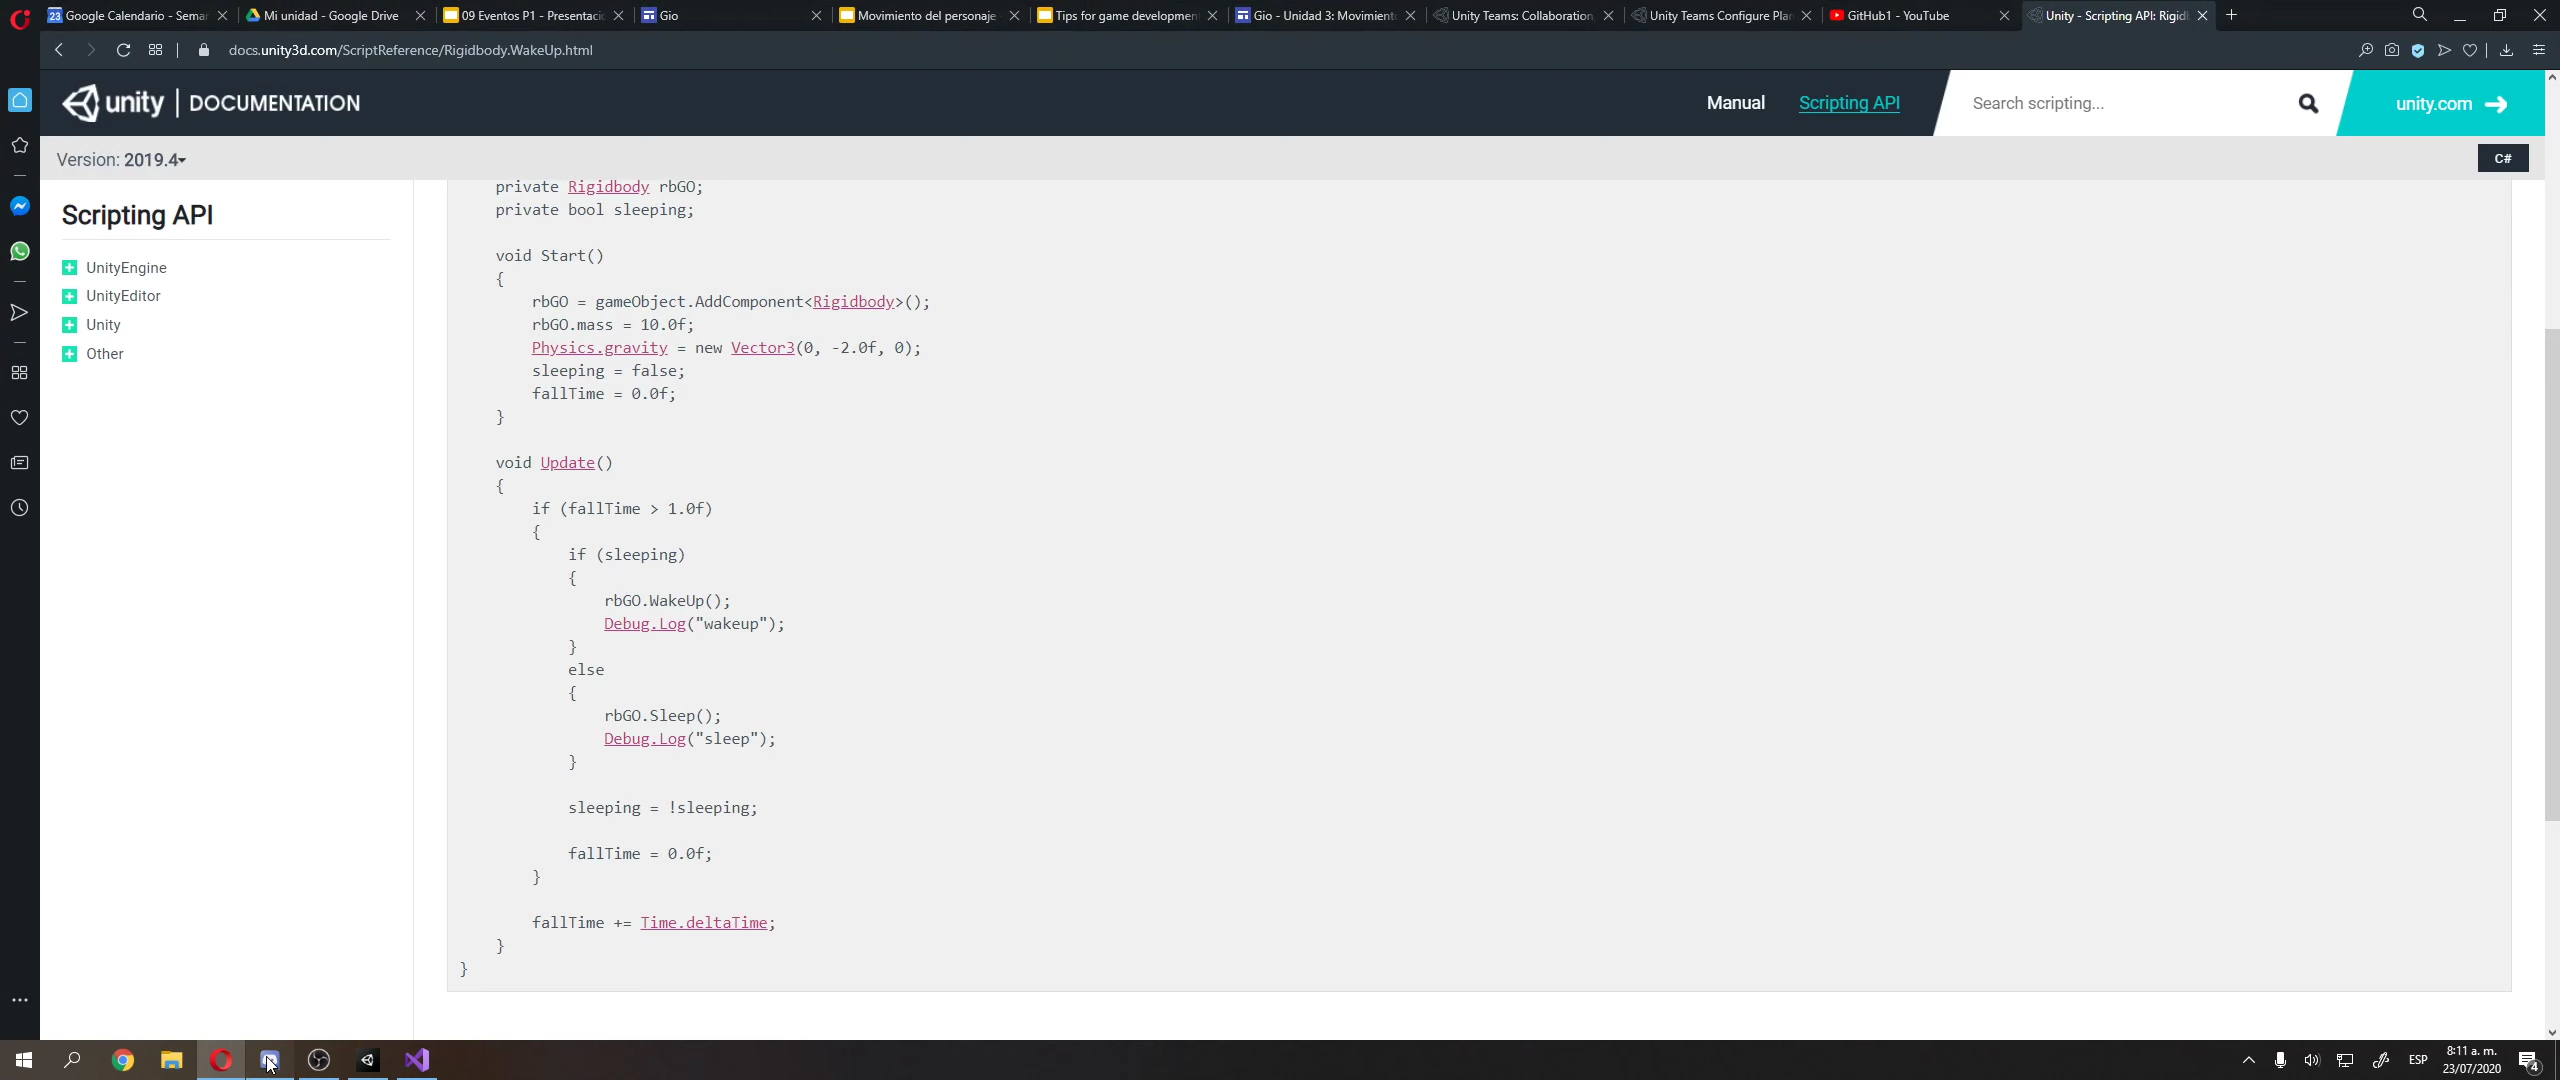 Google Calendario - Semar
Mi unidad - Google Drive
09 Eventos P1 - Presentacio
Gio
Movimiento del personaje
Tips for game developmen
Gio - Unidad 3: Movimient
Unity Teams: Collaboration,
Unity Teams Configure Plan
GitHub1 - YouTube
Unity - Scripting API: Rigid
docs.unity3d.com/ScriptReference/Rigidbody.WakeUp.html
unity | DOCUMENTATION
Manual
Scripting API
Search scripting...
unity.com
Version: 2019.4
C#
Scripting API
UnityEngine
UnityEditor
Unity
Other
private Rigidbody rbGO;
private bool sleeping;
void Start()
{
rbGO = gameObject.AddComponent<Rigidbody>();
rbGO.mass = 10.0f;
Physics.gravity = new Vector3(0, -2.0f, 0);
sleeping = false;
fallTime = 0.0f;
}
void Update()
{
if (fallTime > 1.0f)
{
if (sleeping)
{
rbGO.WakeUp();
Debug.Log("wakeup");
}
else
{
rbGO.Sleep();
Debug.Log("sleep");
}
sleeping = !sleeping;
fallTime = 0.0f;
}
fallTime += Time.deltaTime;
}
}
ESP
8:11 a. m.
23/07/2020
4